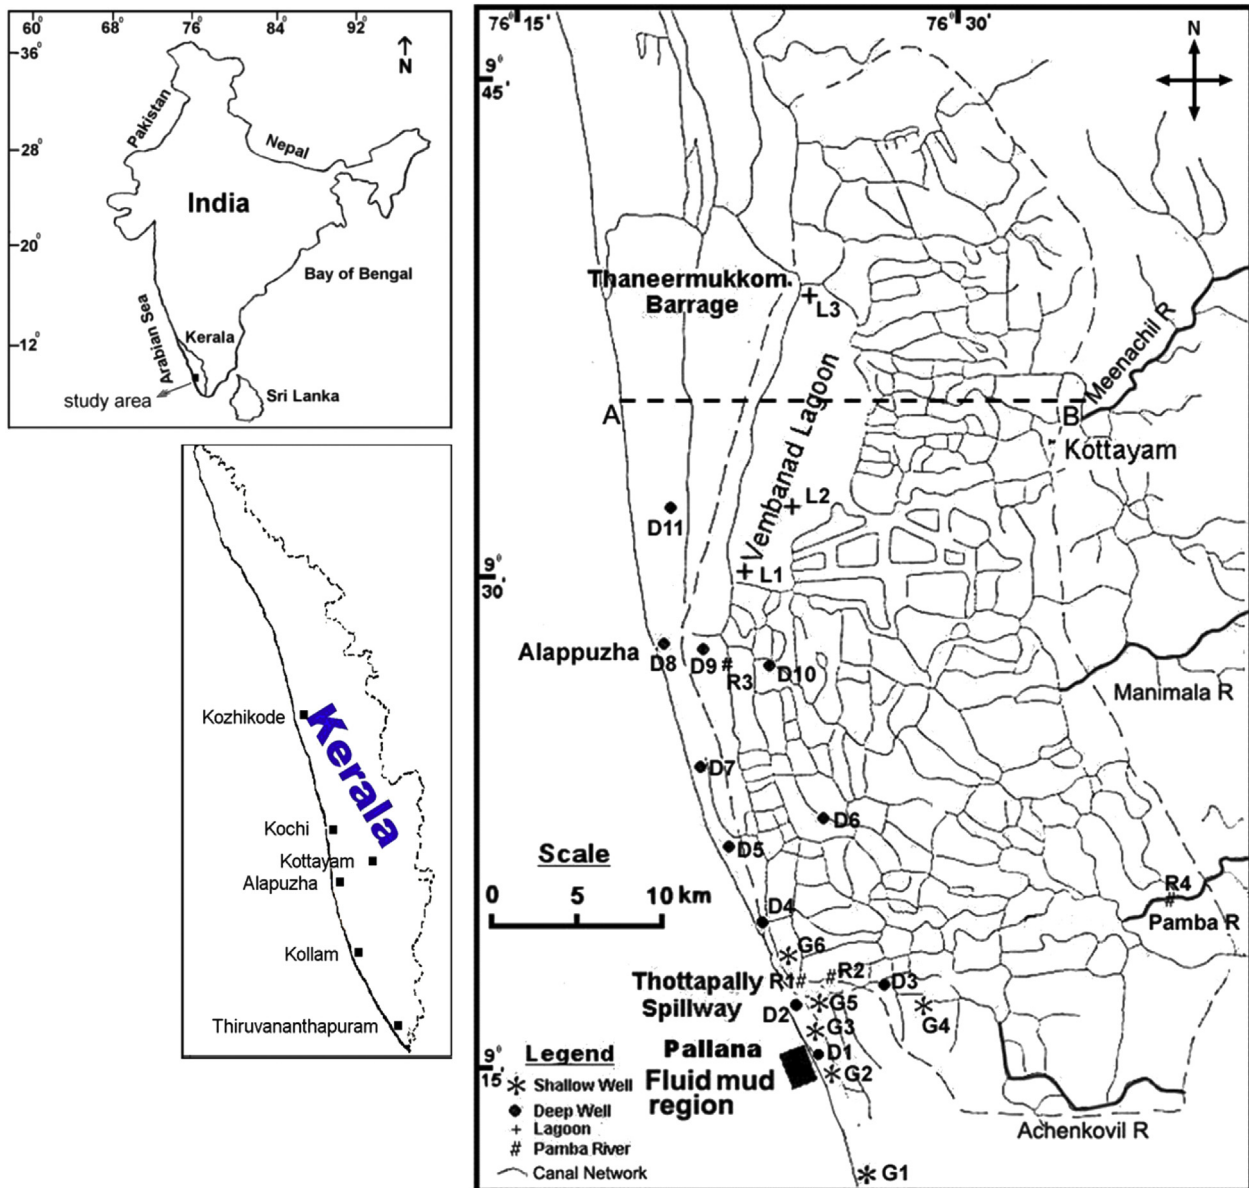 60° 68° 76° 84° 92°
36°
28°
20°
12°
N
Pakistan
Nepal
India
Bay of Bengal
Arabian Sea
Kerala
study area
Sri Lanka
Kerala
Kozhikode
Kochi
Kottayam
Alapuzha
Kollam
Thiruvananthapuram
76° 15' 76° 30'
N
9°
45'
Thaneermukkom.
Barrage
L3
Meenachil R
A B
Kottayam
Vembanad Lagoon
L2
D11
9°
30'
L1
Alappuzha
D8 D9 R3 D10
Manimala R
D7
D6
D5
Scale
0 5 10 km
R4
Pamba R
D4
G6
Thottapally
Spillway
R1 R2 D3
D2 G5 G4
G3
Pallana
D1
Fluid mud
region
G2
9°
15'
Legend
Shallow Well
Deep Well
+ Lagoon
# Pamba River
Canal Network
Achenkovil R
G1